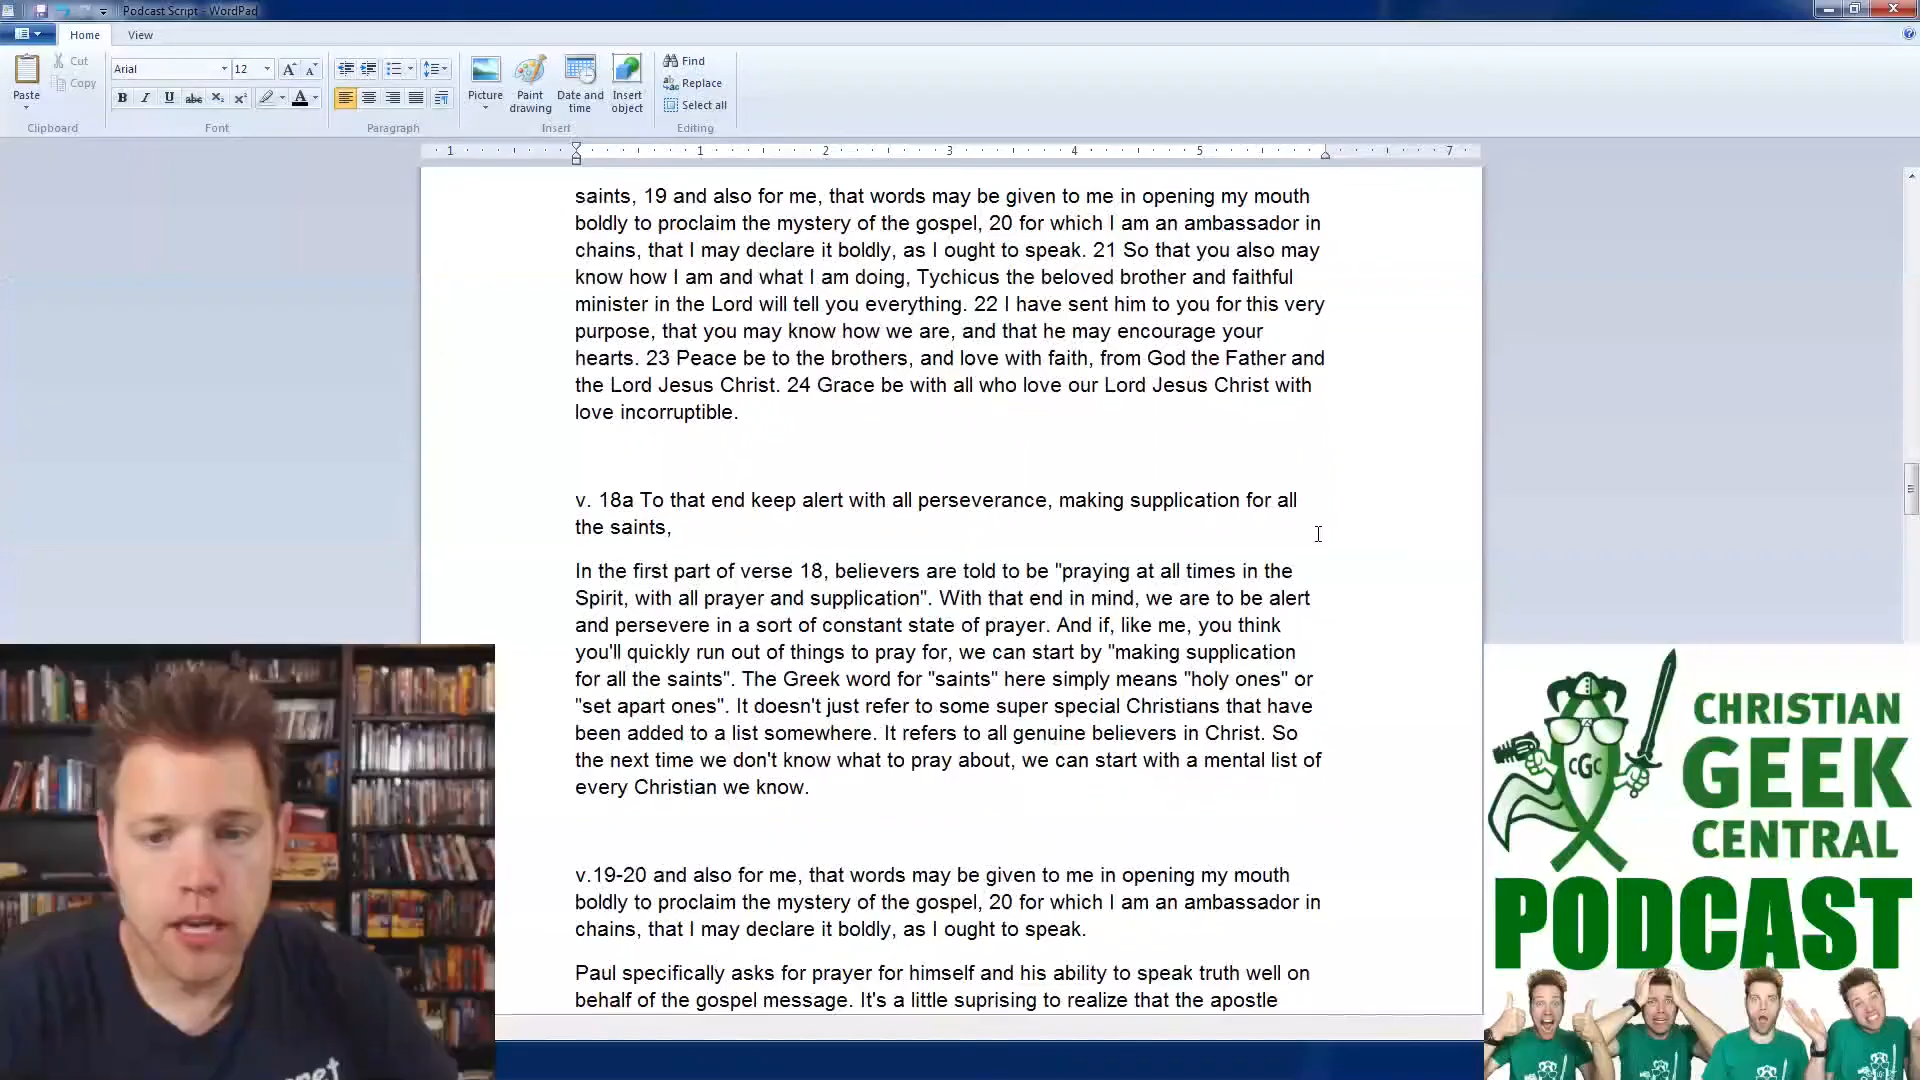 Podcast Script - WordPad
Home
View
Paste
Cut
Copy
Clipboard
Arial
12
Font
Paragraph
Picture
Paint drawing
Date and time
Insert object
Insert
Find
Replace
Select all
Editing
1 1 2 3 4 5 7
saints, 19 and also for me, that words may be given to me in opening my mouth
boldly to proclaim the mystery of the gospel, 20 for which I am an ambassador in
chains, that I may declare it boldly, as I ought to speak. 21 So that you also may
know how I am and what I am doing, Tychicus the beloved brother and faithful
minister in the Lord will tell you everything. 22 I have sent him to you for this very
purpose, that you may know how we are, and that he may encourage your
hearts. 23 Peace be to the brothers, and love with faith, from God the Father and
the Lord Jesus Christ. 24 Grace be with all who love our Lord Jesus Christ with
love incorruptible.
v. 18a To that end keep alert with all perseverance, making supplication for all
the saints,
In the first part of verse 18, believers are told to be "praying at all times in the
Spirit, with all prayer and supplication". With that end in mind, we are to be alert
and persevere in a sort of constant state of prayer. And if, like me, you think
you'll quickly run out of things to pray for, we can start by "making supplication
for all the saints". The Greek word for "saints" here simply means "holy ones" or
"set apart ones". It doesn't just refer to some super special Christians that have
been added to a list somewhere. It refers to all genuine believers in Christ. So
the next time we don't know what to pray about, we can start with a mental list of
every Christian we know.
v.19-20 and also for me, that words may be given to me in opening my mouth
boldly to proclaim the mystery of the gospel, 20 for which I am an ambassador in
chains, that I may declare it boldly, as I ought to speak.
Paul specifically asks for prayer for himself and his ability to speak truth well on
behalf of the gospel message. It's a little suprising to realize that the apostle
CGC
CHRISTIAN
GEEK
CENTRAL
PODCAST